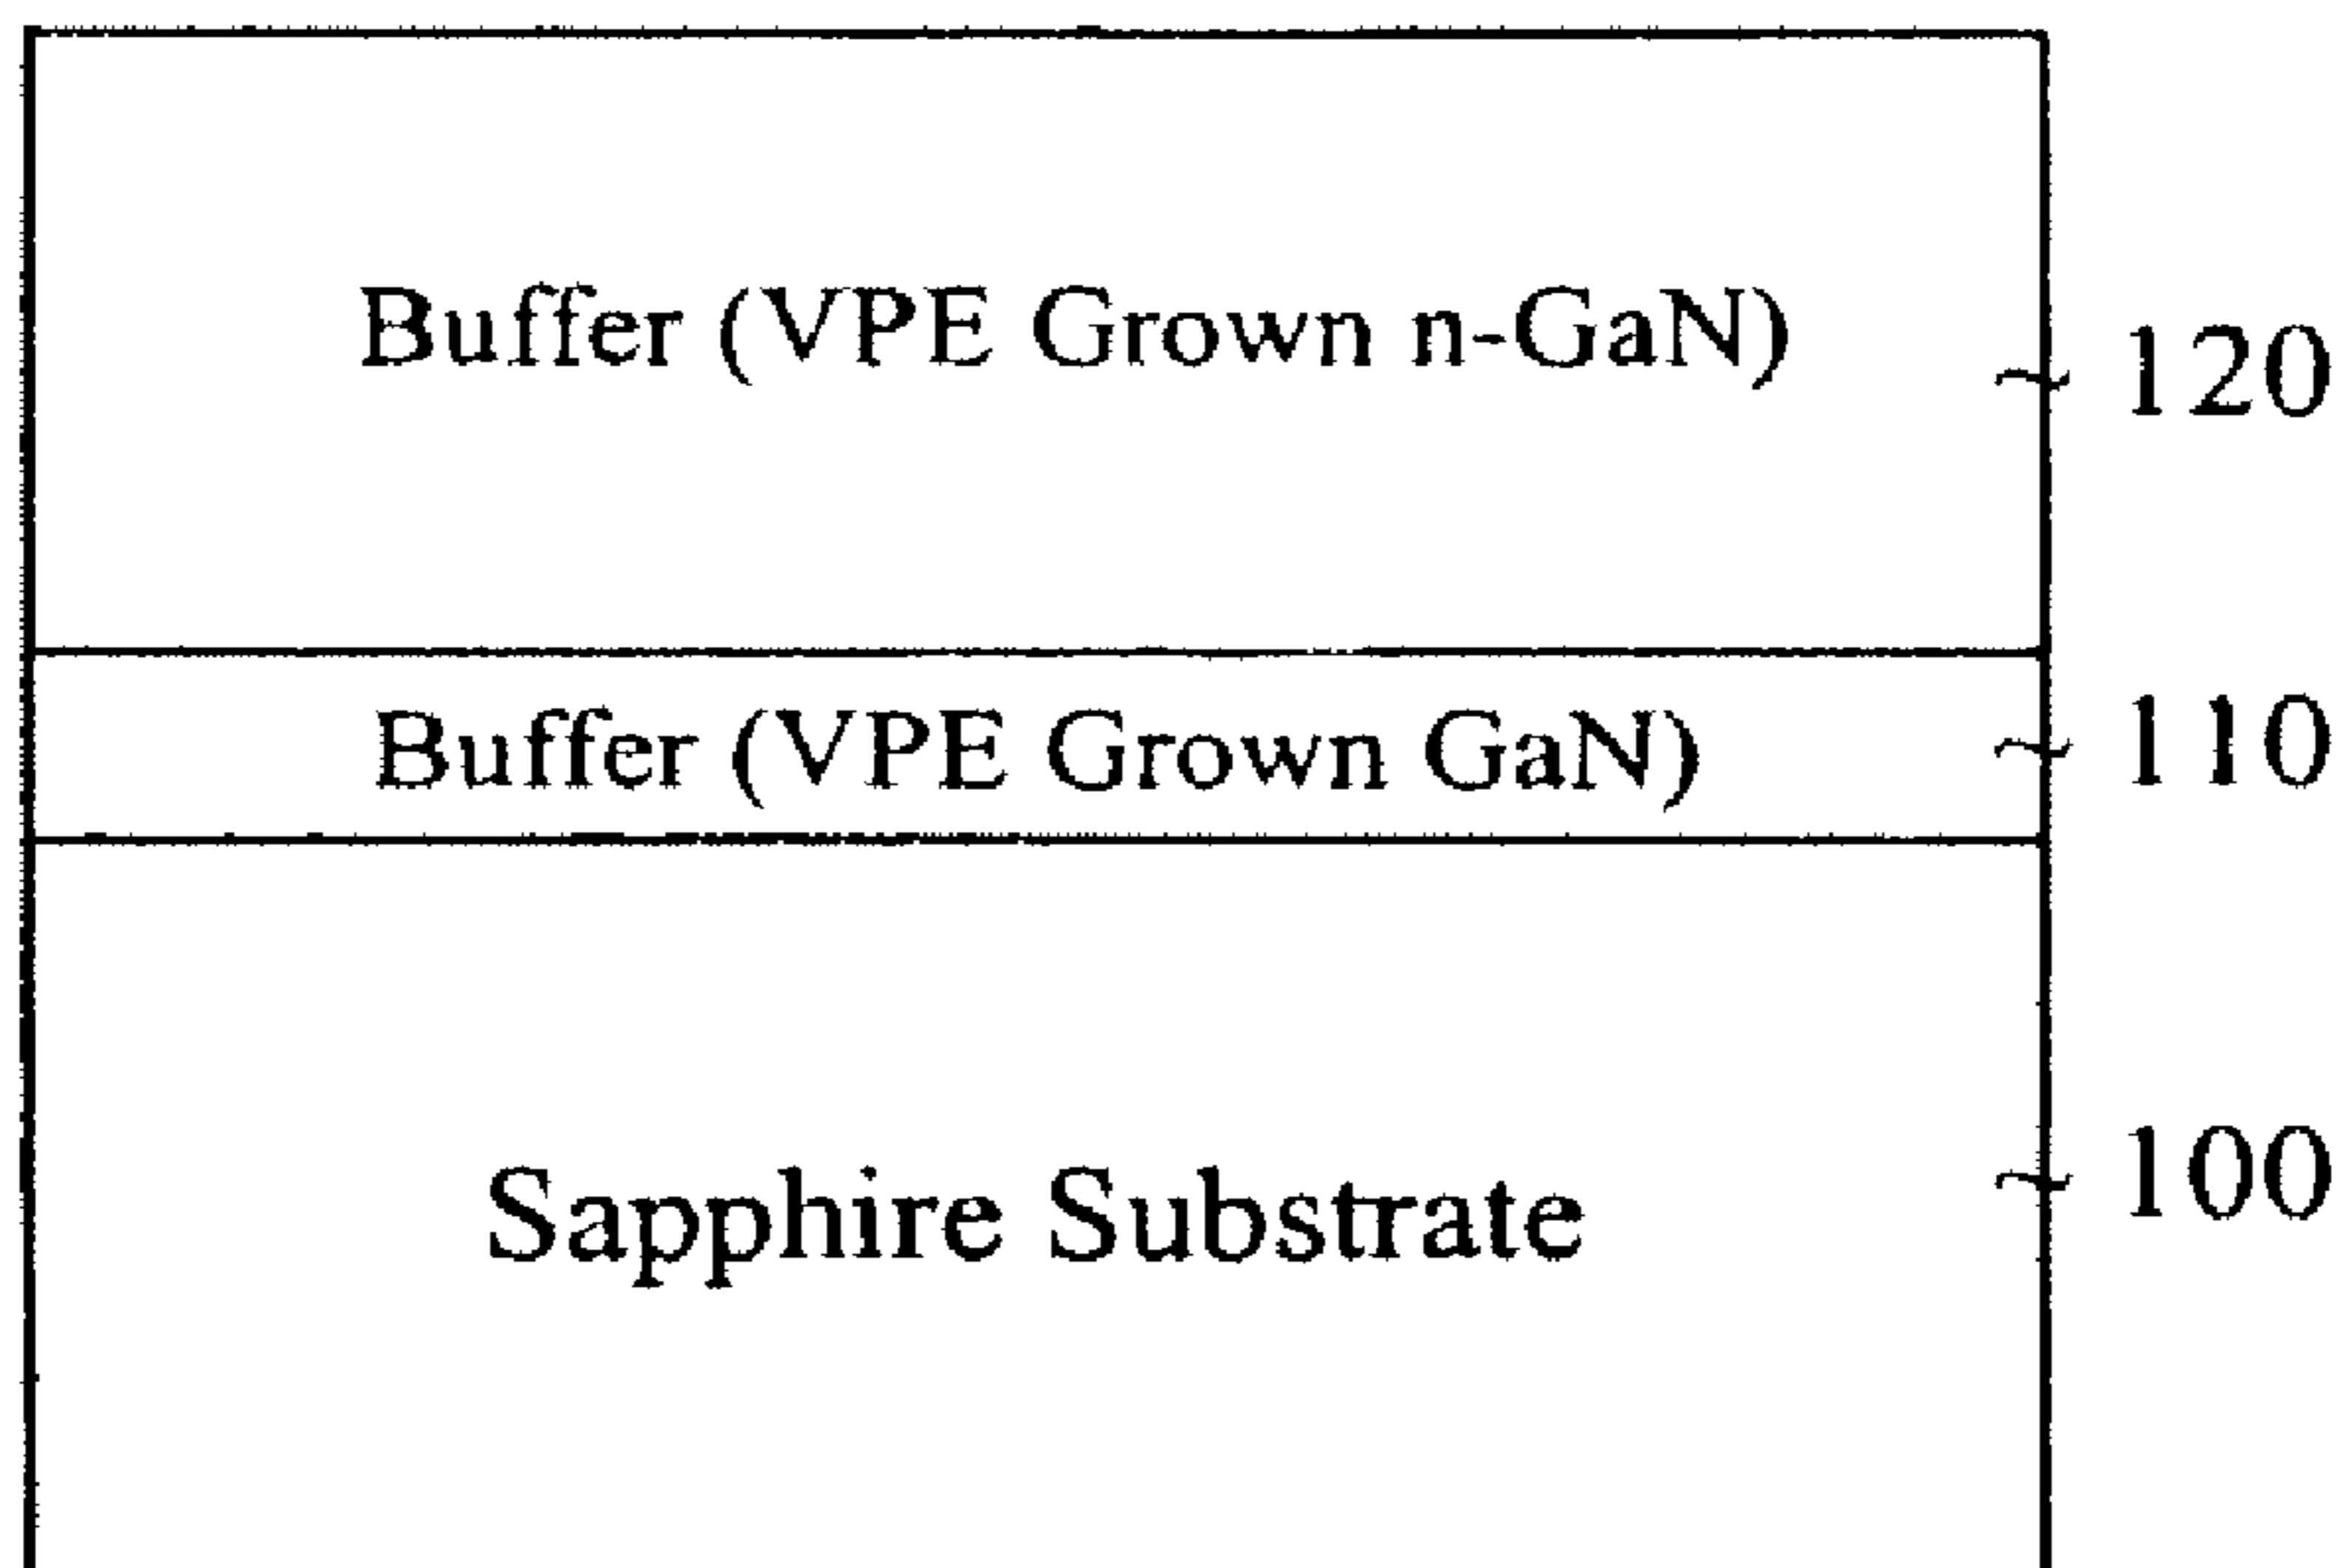 Buffer (VPE Grown n-GaN)
~ 120
Buffer (VPE Grown GaN)
~ 110
Sapphire Substrate
~ 100